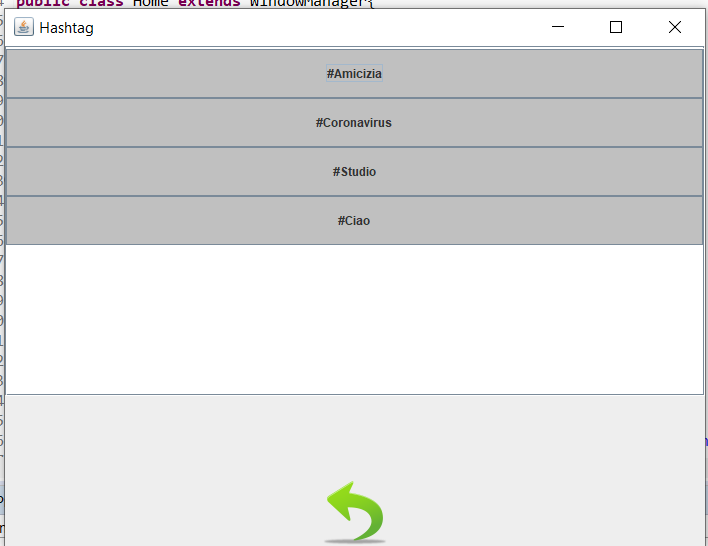 public class Home extends WindowManager{
Hashtag
#Amicizia
#Coronavirus
#Studio
#Ciao